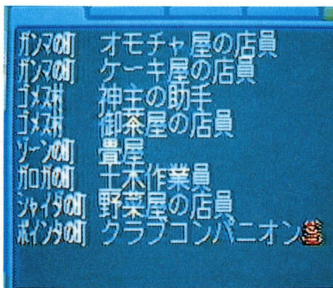 ガンマの町 オモチャ屋の店員
ガンマの町 ケーキ屋の店員
ゴメス村 神主の助手
ゴメス村 御茶屋の店員
ゾーンの町 畳屋
ガロガの町 土木作業員
シャイダの町 野菜屋の店員
ポインタの町 クラブコンパニオン